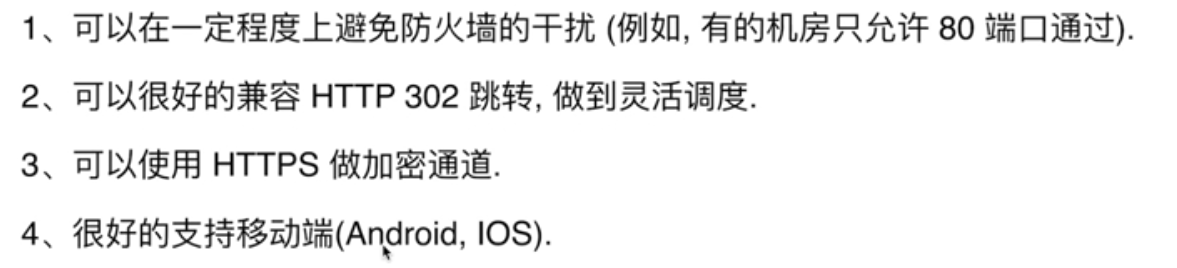 1、可以在一定程度上避免防火墙的干扰 (例如, 有的机房只允许 80 端口通过).
2、可以很好的兼容 HTTP 302 跳转, 做到灵活调度.
3、可以使用 HTTPS 做加密通道.
4、很好的支持移动端(Android, IOS).